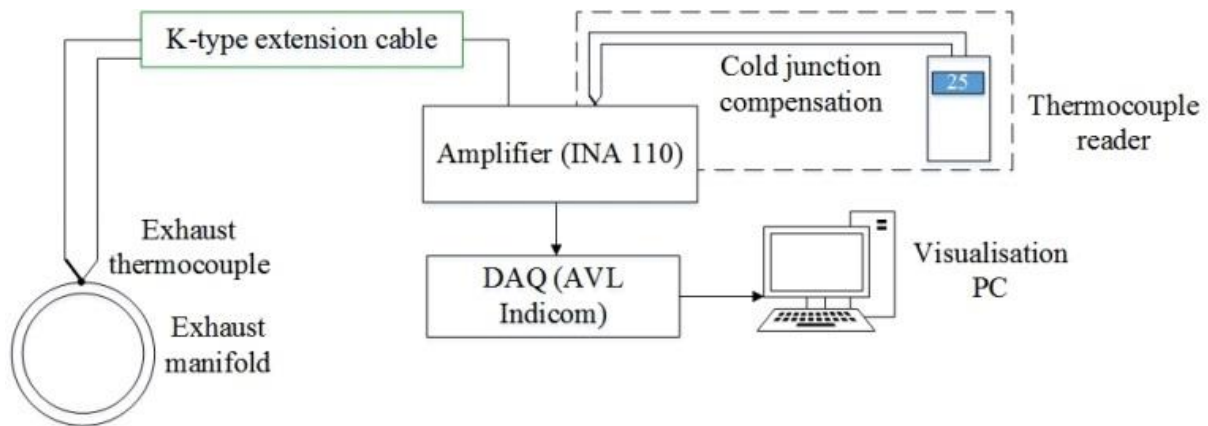 K-type extension cable
Cold junction
compensation
25
Thermocouple
reader
Amplifier (INA 110)
Exhaust
thermocouple
DAQ (AVL
Indicom)
Visualisation
PC
Exhaust
manifold